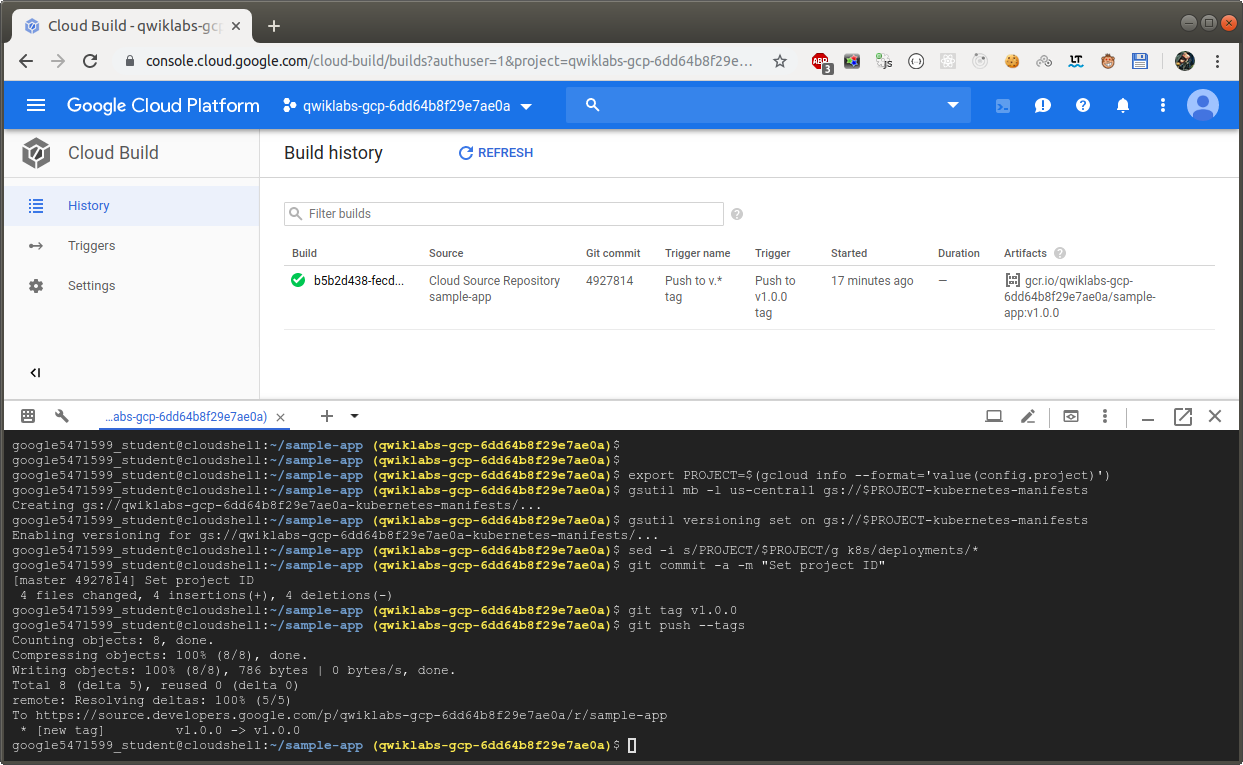 Cloud Build - qwiklabs-gc
console.cloud.google.com/cloud-build/builds?authuser=1&project=qwiklabs-gcp-6dd64b8f29e...
ABP
3
JS
LT
Google Cloud Platform
qwiklabs-gcp-6dd64b8f29e7ae0a
Cloud Build
Build history
REFRESH
History
Triggers
Settings
Filter builds
Build Source Git commit Trigger name Trigger Started Duration Artifacts
b5b2d438-fecd... Cloud Source Repository 4927814 Push to v.* Push to 17 minutes ago — gcr.io/qwiklabs-gcp-
sample-app tag v1.0.0 6dd64b8f29e7ae0a/sample-
tag app:v1.0.0
...abs-gcp-6dd64b8f29e7ae0a)
google5471599_student@cloudshell:~/sample-app (qwiklabs-gcp-6dd64b8f29e7ae0a)$
google5471599_student@cloudshell:~/sample-app (qwiklabs-gcp-6dd64b8f29e7ae0a)$
google5471599_student@cloudshell:~/sample-app (qwiklabs-gcp-6dd64b8f29e7ae0a)$ export PROJECT=$(gcloud info --format='value(config.project)')
google5471599_student@cloudshell:~/sample-app (qwiklabs-gcp-6dd64b8f29e7ae0a)$ gsutil mb -l us-central1 gs://$PROJECT-kubernetes-manifests
Creating gs://qwiklabs-gcp-6dd64b8f29e7ae0a-kubernetes-manifests/...
google5471599_student@cloudshell:~/sample-app (qwiklabs-gcp-6dd64b8f29e7ae0a)$ gsutil versioning set on gs://$PROJECT-kubernetes-manifests
Enabling versioning for gs://qwiklabs-gcp-6dd64b8f29e7ae0a-kubernetes-manifests/...
google5471599_student@cloudshell:~/sample-app (qwiklabs-gcp-6dd64b8f29e7ae0a)$ sed -i s/PROJECT/$PROJECT/g k8s/deployments/*
google5471599_student@cloudshell:~/sample-app (qwiklabs-gcp-6dd64b8f29e7ae0a)$ git commit -a -m "Set project ID"
[master 4927814] Set project ID
 4 files changed, 4 insertions(+), 4 deletions(-)
google5471599_student@cloudshell:~/sample-app (qwiklabs-gcp-6dd64b8f29e7ae0a)$ git tag v1.0.0
google5471599_student@cloudshell:~/sample-app (qwiklabs-gcp-6dd64b8f29e7ae0a)$ git push --tags
Counting objects: 8, done.
Compressing objects: 100% (8/8), done.
Writing objects: 100% (8/8), 786 bytes | 0 bytes/s, done.
Total 8 (delta 5), reused 0 (delta 0)
remote: Resolving deltas: 100% (5/5)
To https://source.developers.google.com/p/qwiklabs-gcp-6dd64b8f29e7ae0a/r/sample-app
 * [new tag]         v1.0.0 -> v1.0.0
google5471599_student@cloudshell:~/sample-app (qwiklabs-gcp-6dd64b8f29e7ae0a)$